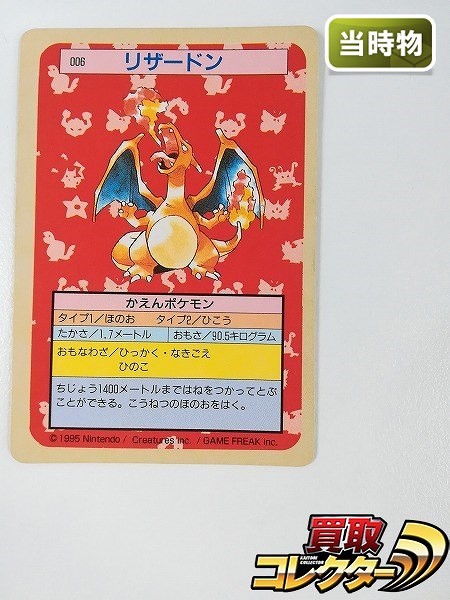 当時物
006 リザードン
かえんポケモン
タイプ1/ほのお タイプ2/ひこう
たかさ/1.7メートル おもさ/90.5キログラム
おもなわざ/ひっかく・なきごえ
ひのこ
ちじょう1400メートルまではねをつかってとぶ
ことができる。こうねつのほのおをはく。
©1995 Nintendo / Creatures inc. / GAME FREAK inc.
買取
KAITORI
COLLECTOR
コレクター